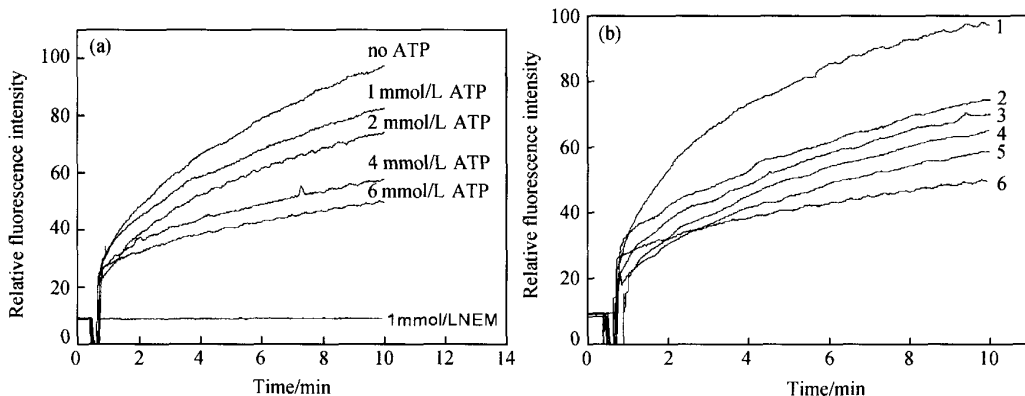 (a)
Relative fluorescence intensity
100
80
60
40
20
0
no ATP
1 mmol/L ATP
2 mmol/L ATP
4 mmol/L ATP
6 mmol/L ATP
1mmol/LNEM
0 2 4 6 8 10 12 14
Time/min
(b)
Relative fluorescence intensity
100
80
60
40
20
0
1
2
3
4
5
6
0 2 4 6 8 10
Time/min